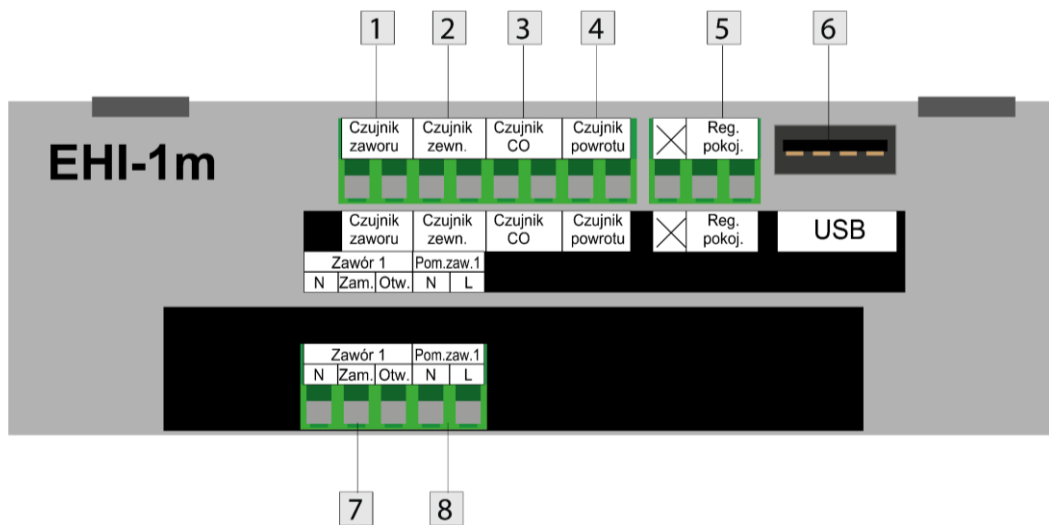 1 2 3 4 5 6
EHI-1m
Czujnik zaworu
Czujnik zewn.
Czujnik CO
Czujnik powrotu
Reg. pokoj.
Czujnik zaworu
Czujnik zewn.
Czujnik CO
Czujnik powrotu
Reg. pokoj.
USB
Zawór 1 Pom.zaw.1
N Zam. Otw. N L
Zawór 1 Pom.zaw.1
N Zam. Otw. N L
7 8